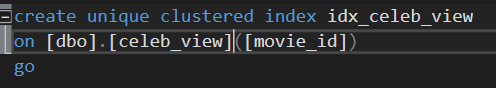 create unique clustered index idx_celeb_view
on [dbo].[celeb_view]([movie_id])
go